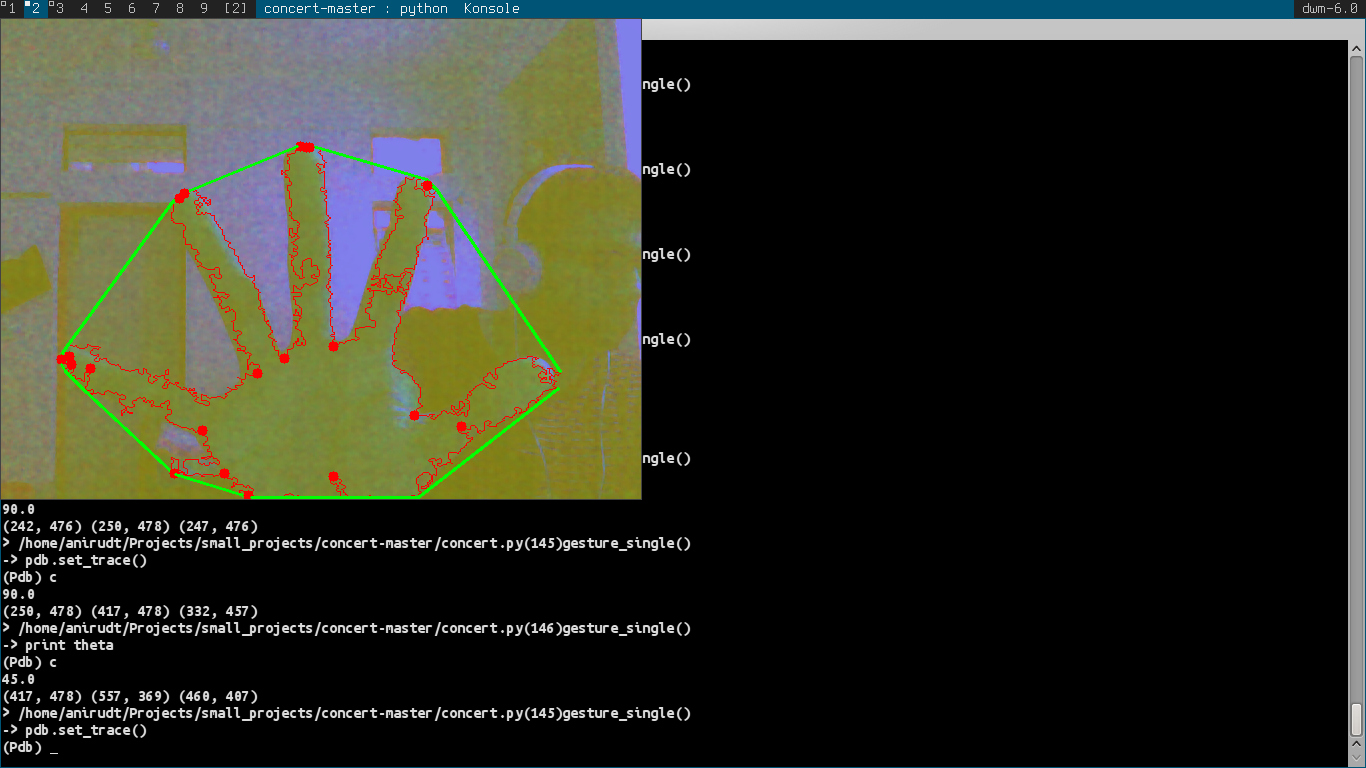 1 2 3 4 5 6 7 8 9 [2] concert-master : python Konsole dwm-6.0
ngle()
ngle()
ngle()
ngle()
ngle()
90.0
(242, 476) (250, 478) (247, 476)
> /home/anirudt/Projects/small_projects/concert-master/concert.py(145)gesture_single()
-> pdb.set_trace()
(Pdb) c
90.0
(250, 478) (417, 478) (332, 457)
> /home/anirudt/Projects/small_projects/concert-master/concert.py(146)gesture_single()
-> print theta
(Pdb) c
45.0
(417, 478) (557, 369) (460, 407)
> /home/anirudt/Projects/small_projects/concert-master/concert.py(145)gesture_single()
-> pdb.set_trace()
(Pdb) _